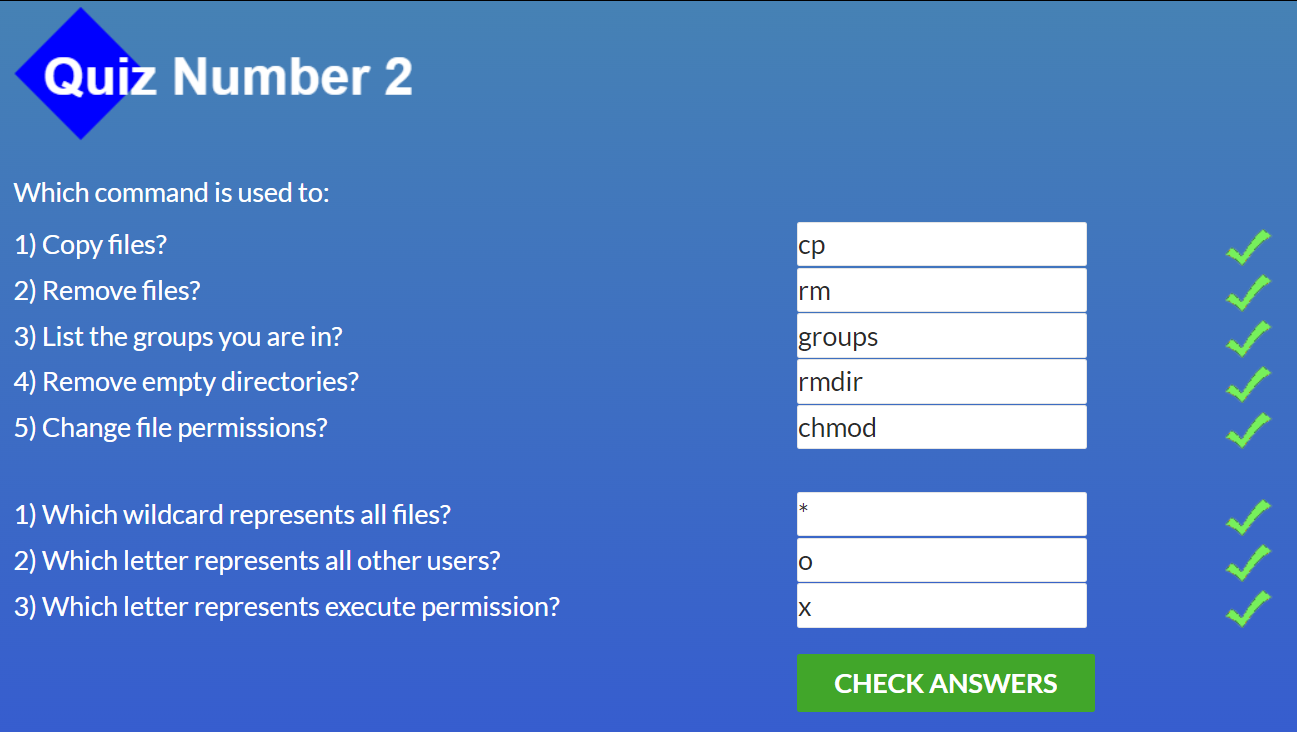 Quiz Number 2
Which command is used to:
1) Copy files? cp
2) Remove files? rm
3) List the groups you are in? groups
4) Remove empty directories? rmdir
5) Change file permissions? chmod
1) Which wildcard represents all files? *
2) Which letter represents all other users? o
3) Which letter represents execute permission? x
CHECK ANSWERS